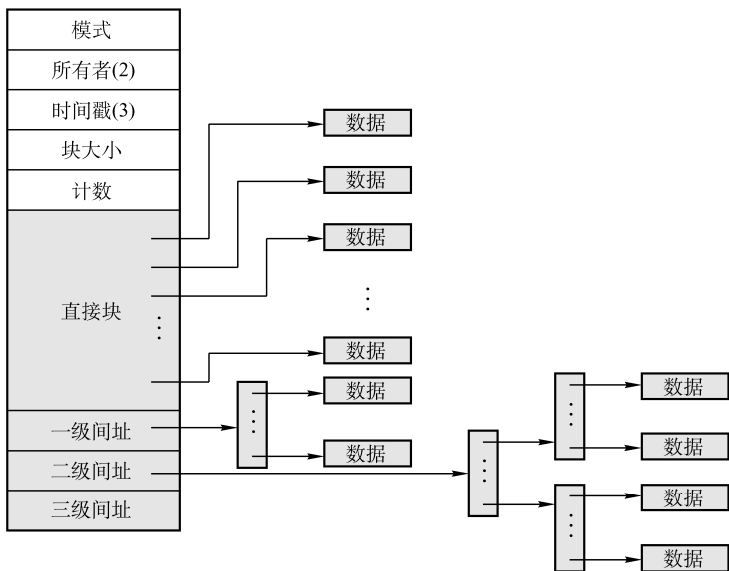 模式
所有者(2)
时间戳(3)
块大小
计数
直接块
一级间址
二级间址
三级间址
数据
数据
数据
数据
数据
数据
数据
数据
数据
数据